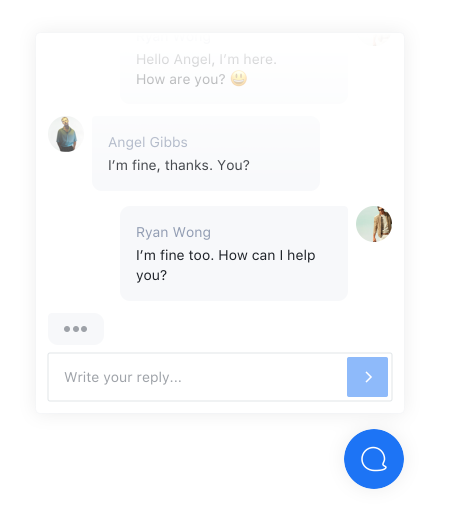 Hello Angel, I'm here.
How are you? 😃
Angel Gibbs
I'm fine, thanks. You?
Ryan Wong
I'm fine too. How can I help
you?
Write your reply...